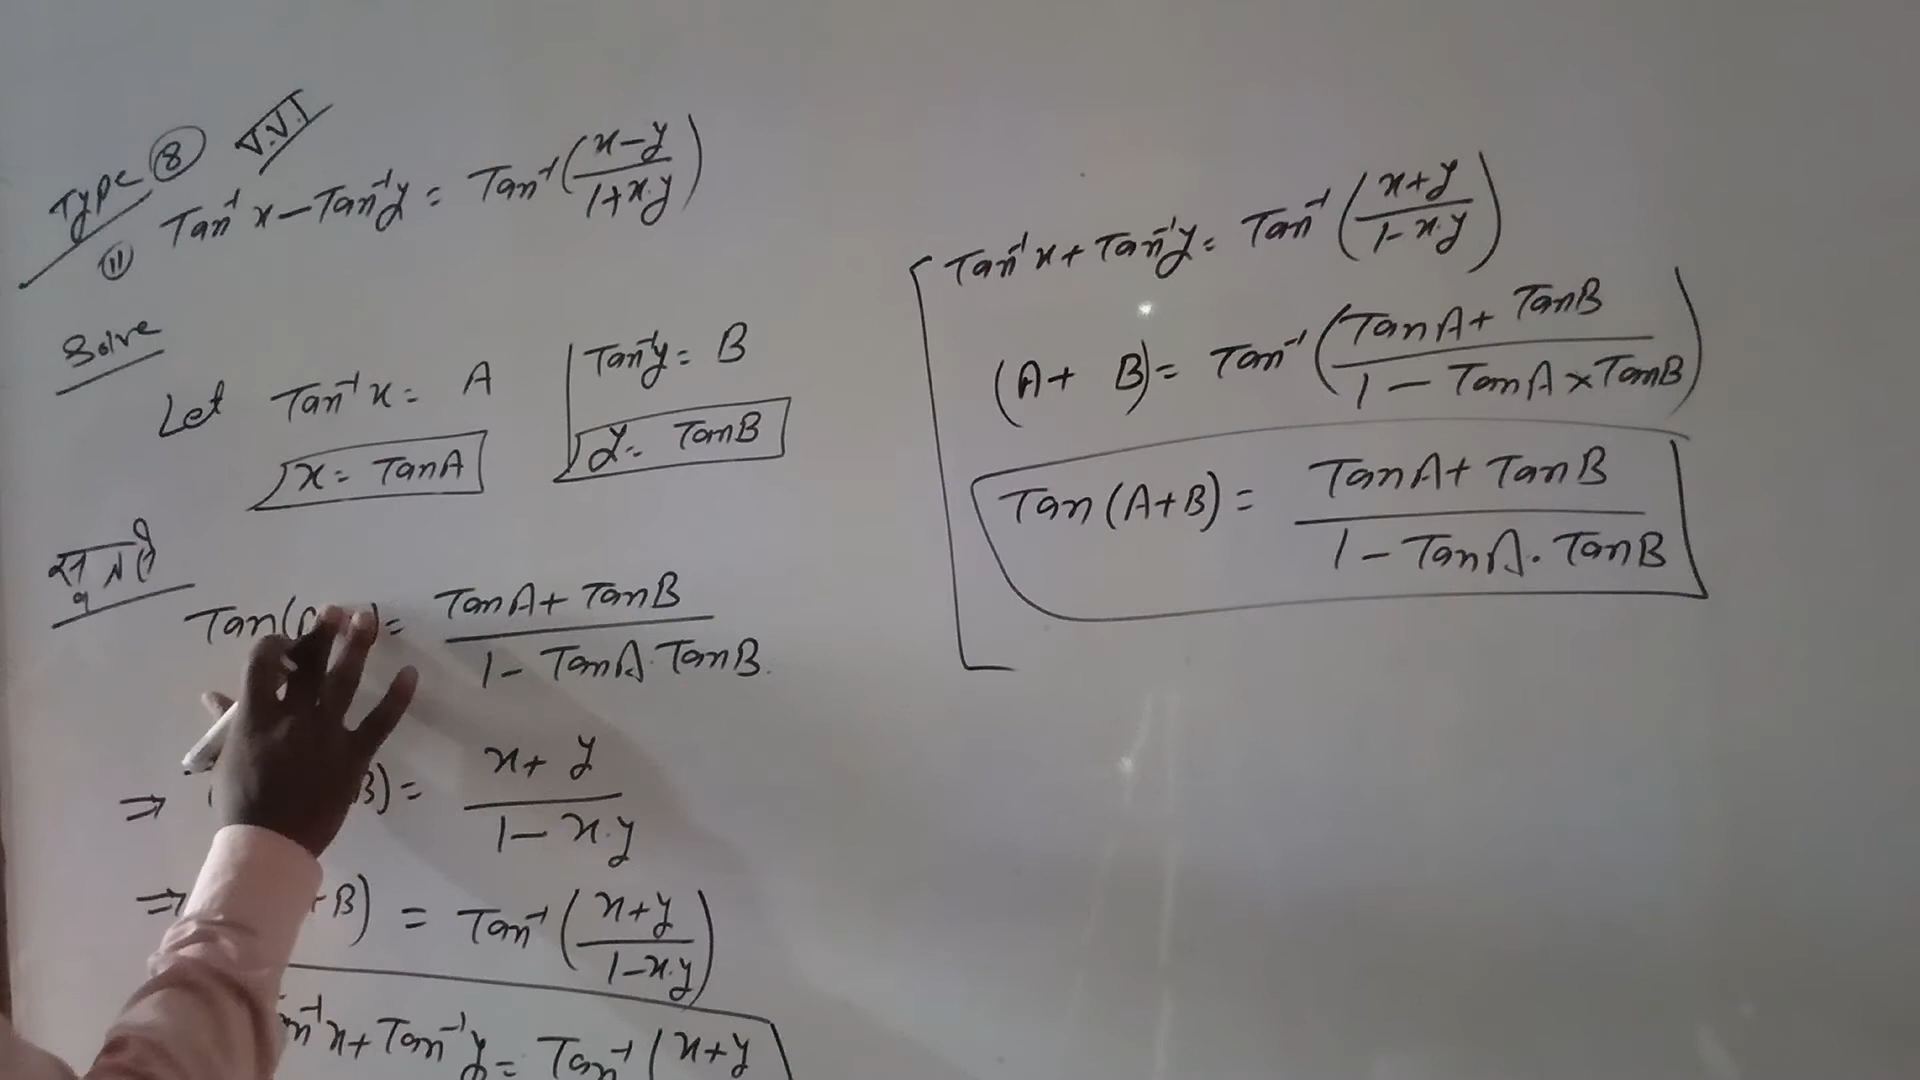 Type 8 V.V.I
(11) Tan⁻¹x - Tan⁻¹y = Tan⁻¹((x-y)/(1+x.y))
Solve
Let Tan⁻¹x = A
x = TanA
Tan⁻¹y = B
y = TanB
सूत्र से
Tan( ) = (TanA + TanB)/(1 - TanA.TanB)
⇒ B) = (x+y)/(1-x.y)
⇒ +B) = Tan⁻¹((x+y)/(1-x.y))
n⁻¹x + Tan⁻¹y = Tan⁻¹(x+y
Tan⁻¹x + Tan⁻¹y = Tan⁻¹((x+y)/(1-x.y))
(A + B) = Tan⁻¹((TanA + TanB)/(1 - TanA × TanB))
Tan(A+B) = (TanA + TanB)/(1 - TanA.TanB)